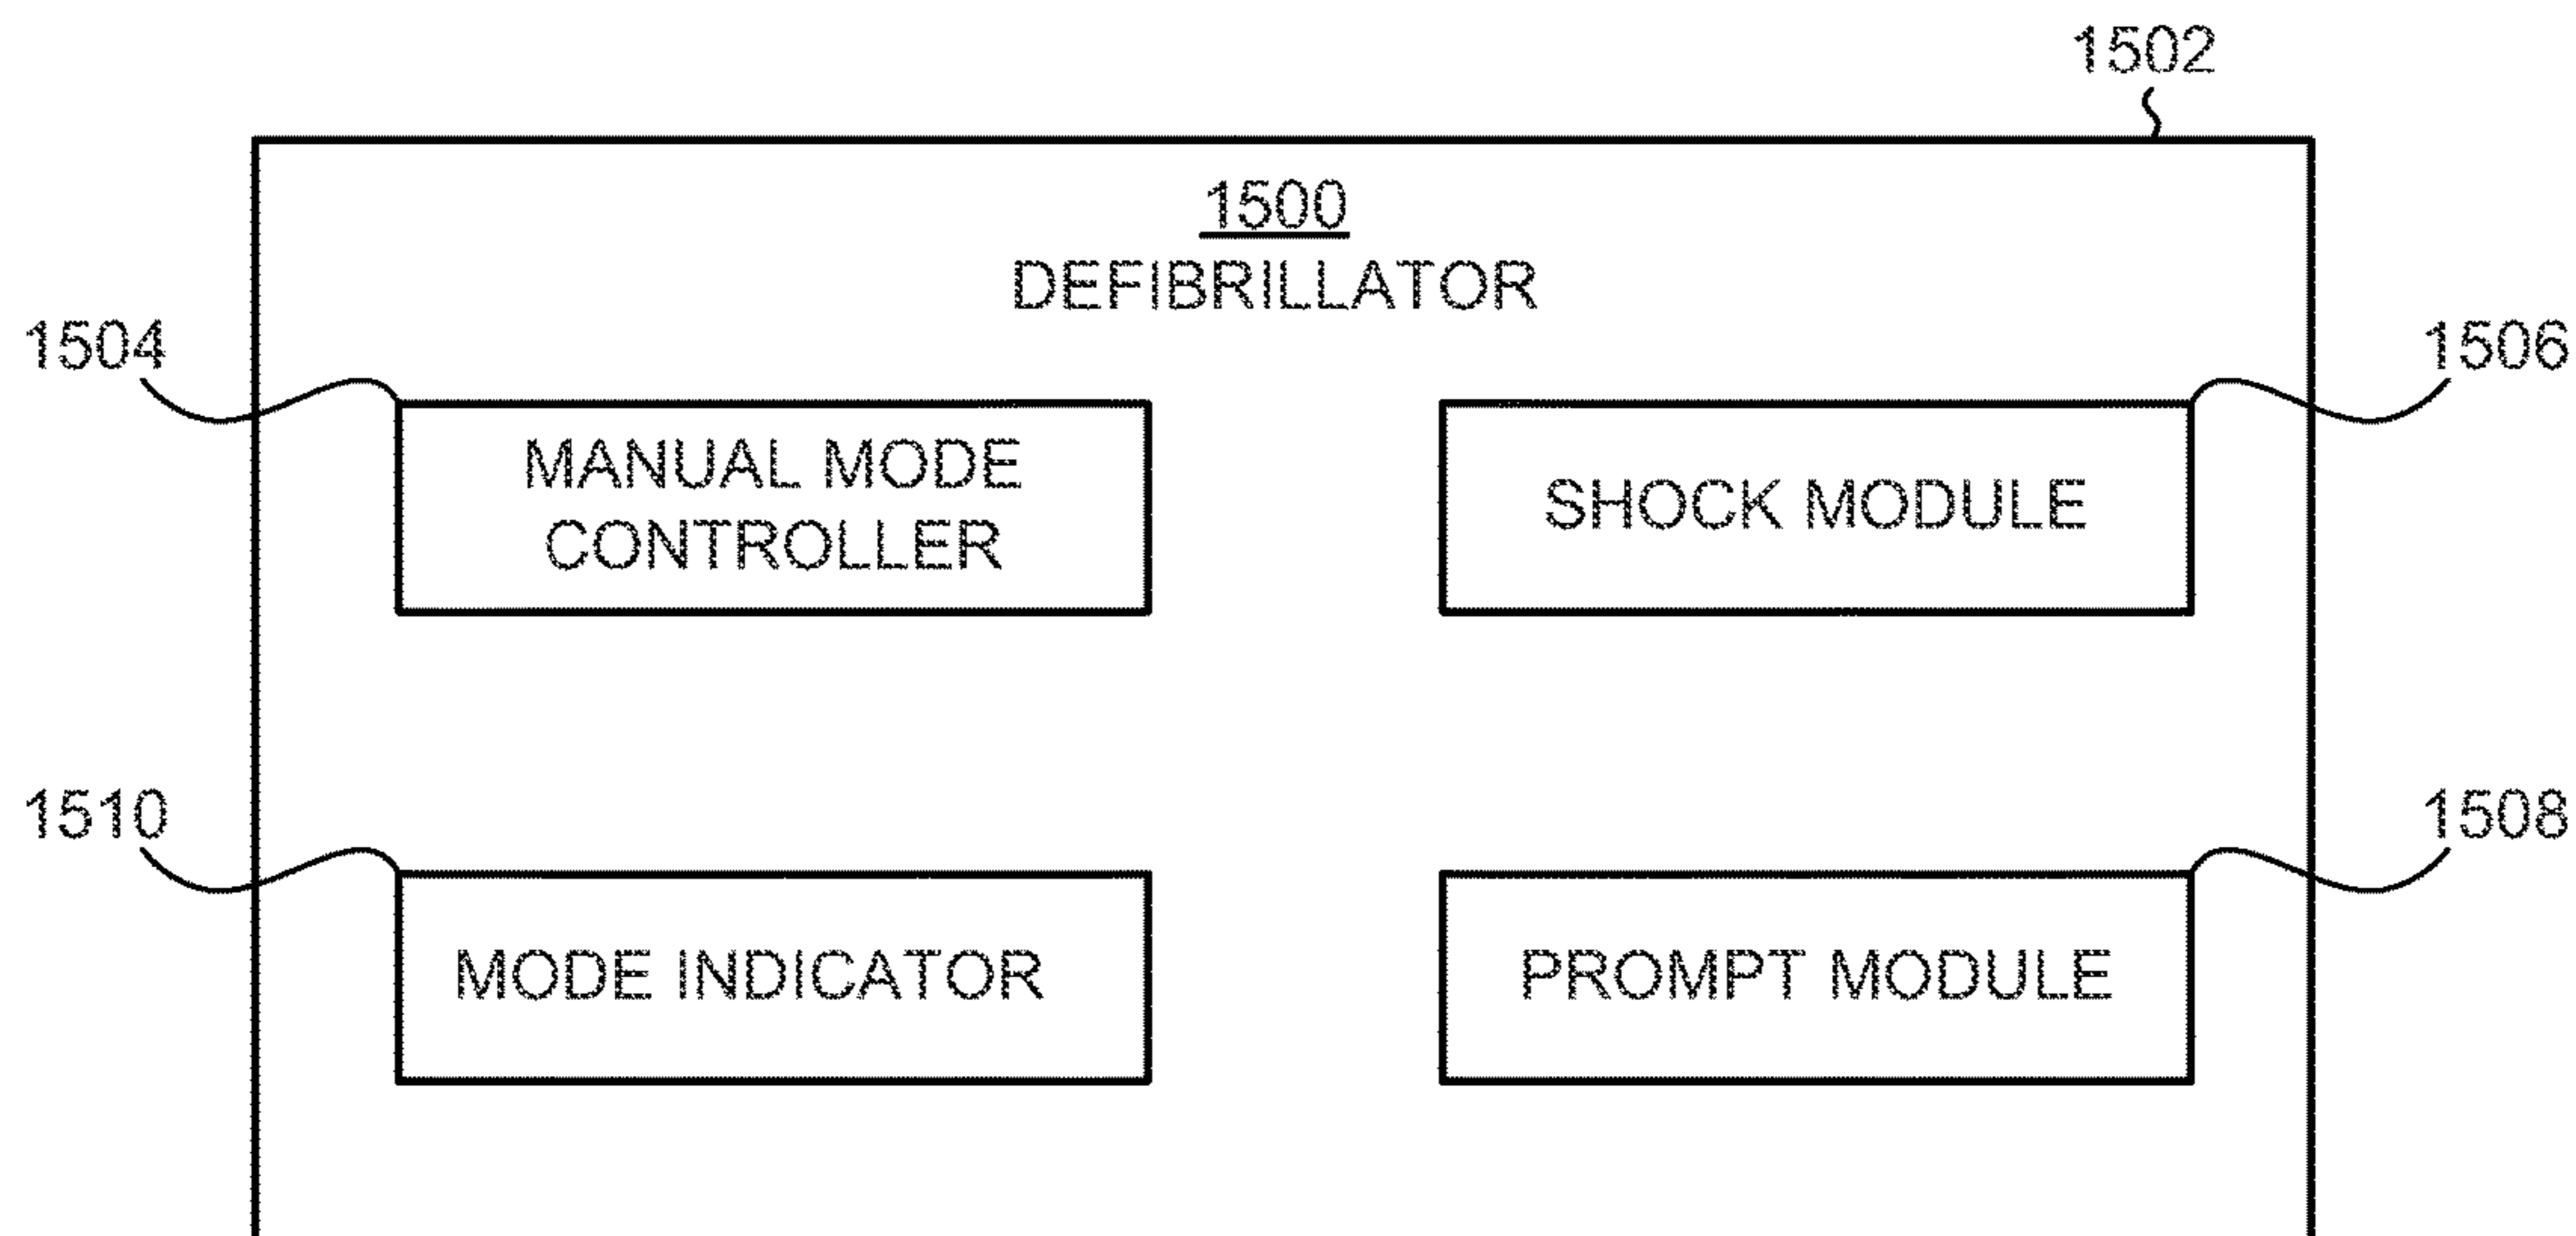 1502
1500
DEFIBRILLATOR
1504
1506
MANUAL MODE
CONTROLLER
SHOCK MODULE
1510
1508
MODE INDICATOR
PROMPT MODULE